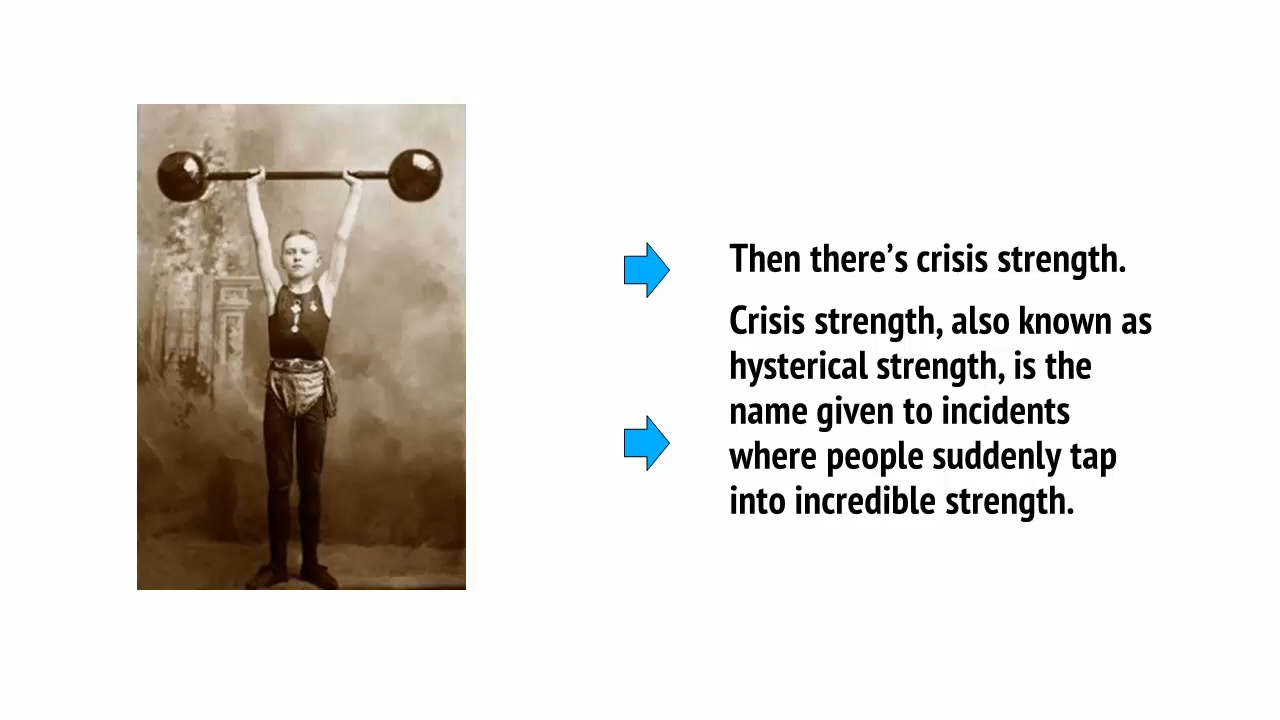 Then there’s crisis strength.
Crisis strength, also known as
hysterical strength, is the
name given to incidents
where people suddenly tap
into incredible strength.